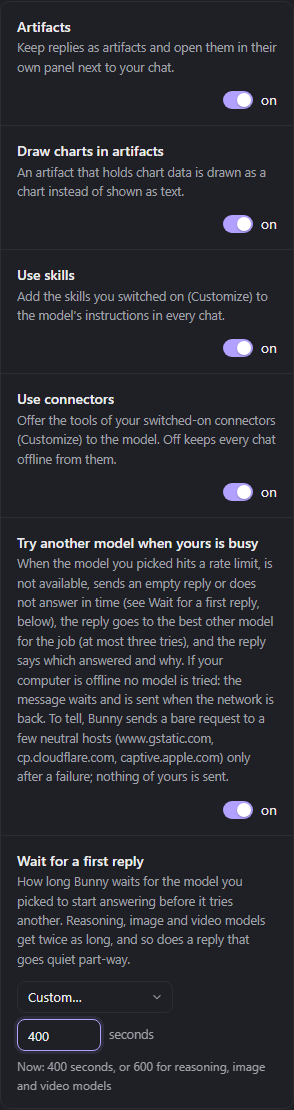 Artifacts
Keep replies as artifacts and open them in their
own panel next to your chat.
on
Draw charts in artifacts
An artifact that holds chart data is drawn as a
chart instead of shown as text.
on
Use skills
Add the skills you switched on (Customize) to
the model's instructions in every chat.
on
Use connectors
Offer the tools of your switched-on connectors
(Customize) to the model. Off keeps every chat
offline from them.
on
Try another model when yours is busy
When the model you picked hits a rate limit, is
not available, sends an empty reply or does
not answer in time (see Wait for a first reply,
below), the reply goes to the best other model
for the job (at most three tries), and the reply
says which answered and why. If your
computer is offline no model is tried: the
message waits and is sent when the network is
back. To tell, Bunny sends a bare request to a
few neutral hosts (www.gstatic.com,
cp.cloudflare.com, captive.apple.com) only
after a failure; nothing of yours is sent.
on
Wait for a first reply
How long Bunny waits for the model you
picked to start answering before it tries
another. Reasoning, image and video models
get twice as long, and so does a reply that
goes quiet part-way.
Custom...
400 seconds
Now: 400 seconds, or 600 for reasoning, image
and video models